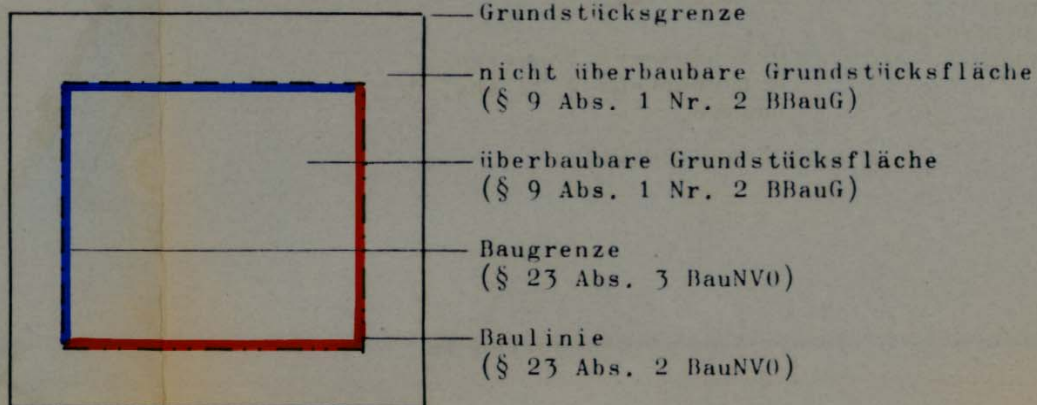 Grundstücksgrenze
nicht überbaubare Grundstücksfläche
(§ 9 Abs. 1 Nr. 2 BBauG)
überbaubare Grundstücksfläche
(§ 9 Abs. 1 Nr. 2 BBauG)
Baugrenze
(§ 23 Abs. 3 BauNVO)
Baulinie
(§ 23 Abs. 2 BauNVO)